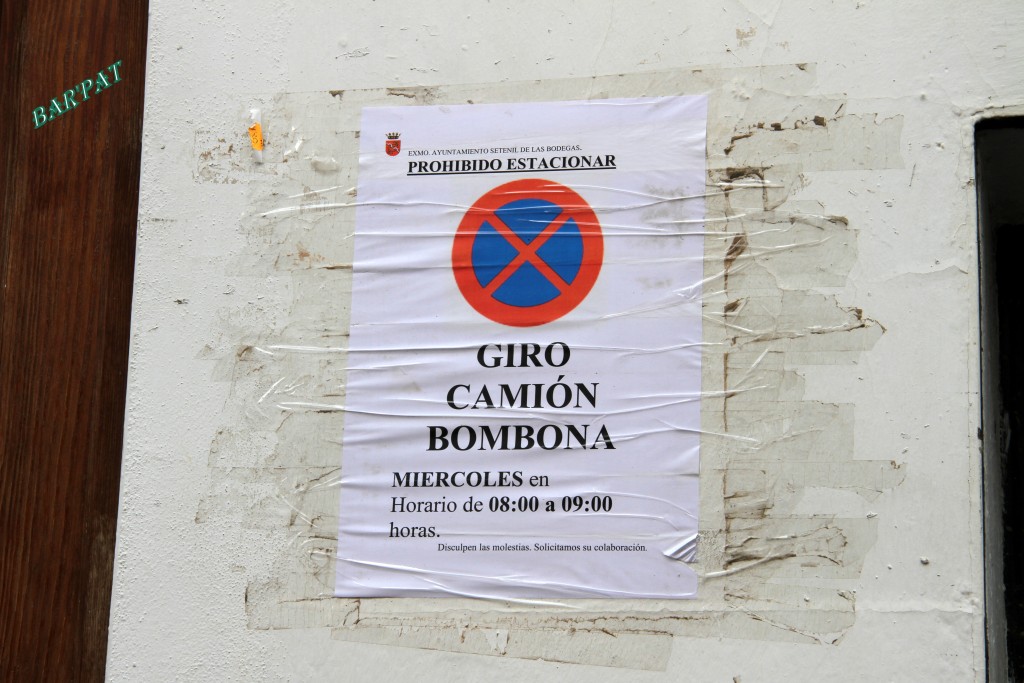 BAR'PAT
EXMO. AYUNTAMIENTO SETENIL DE LAS BODEGAS.
PROHIBIDO ESTACIONAR
GIRO
CAMIÓN
BOMBONA
MIERCOLES en
Horario de 08:00 a 09:00
horas.
Disculpen las molestias. Solicitamos su colaboración.